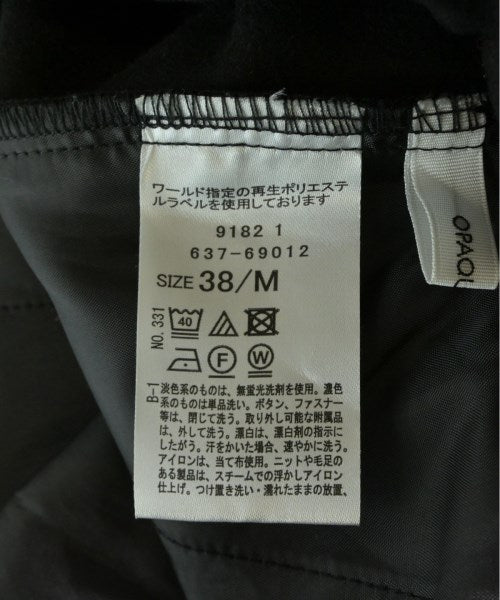 ワールド指定の再生ポリエステ
ルラベルを使用しております
9182 1
637-69012
SIZE 38/M
NO. 331
40
F
W
B-1
淡色系のものは、無蛍光洗剤を使用。濃色
系のものは単品洗い。ボタン、ファスナー
等は、閉じて洗う。取り外し可能な附属品
は、外して洗う。漂白は、漂白剤の指示に
したがう。汗をかいた場合、速やかに洗う。
アイロンは、当て布使用。ニットや毛足の
ある製品は、スチームでの浮かしアイロン
仕上げ。つけ置き洗い・濡れたままの放置、
OPAQU